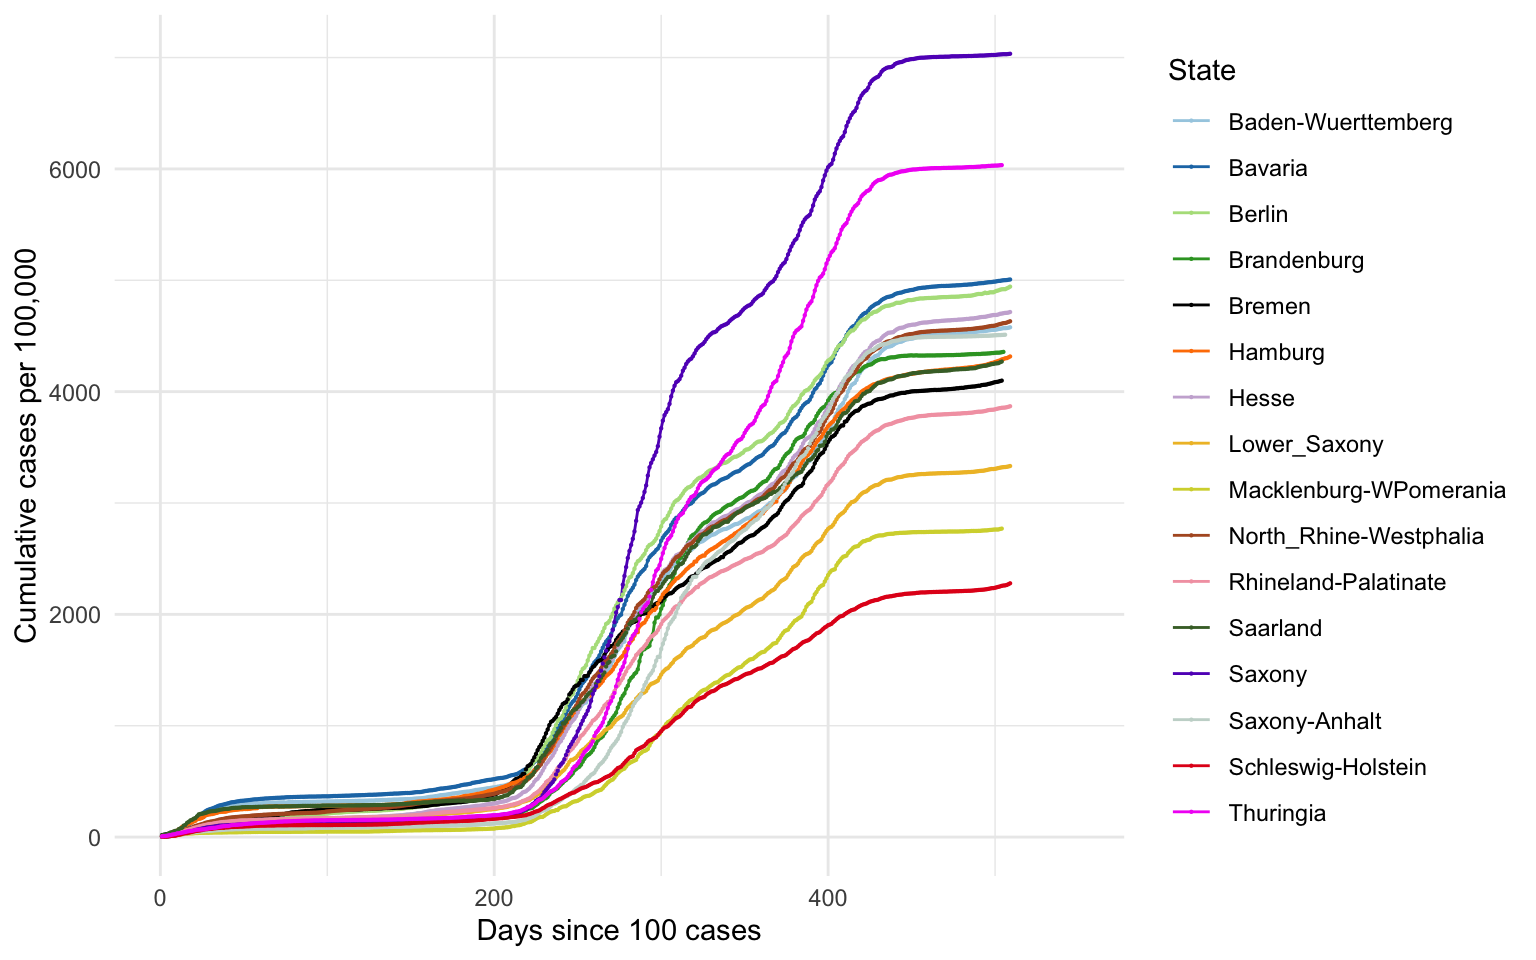 Cumulative cases per 100,000
6000
4000
2000
0
0 200 400
Days since 100 cases
State
Baden-Wuerttemberg
Bavaria
Berlin
Brandenburg
Bremen
Hamburg
Hesse
Lower_Saxony
Macklenburg-WPomerania
North_Rhine-Westphalia
Rhineland-Palatinate
Saarland
Saxony
Saxony-Anhalt
Schleswig-Holstein
Thuringia